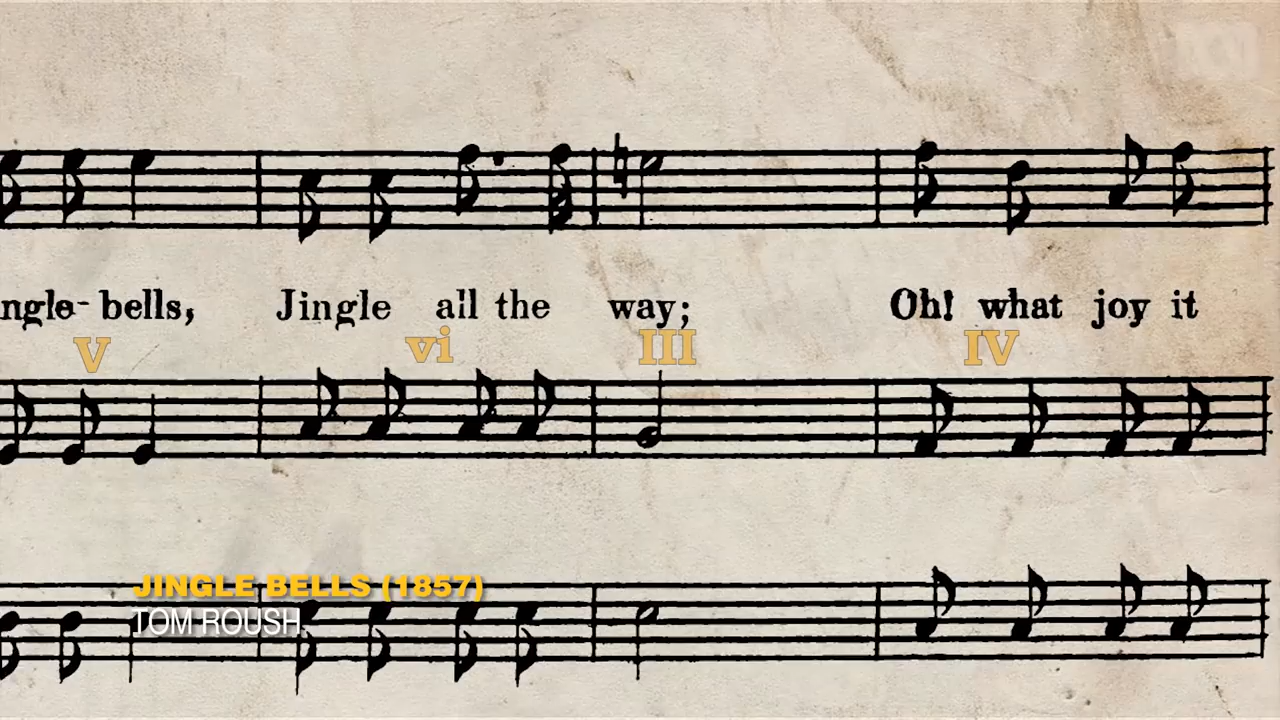 ngle- bells, Jingle all the way; Oh! what joy it
V vi III IV
JINGLE BELLS (1857)
TOM ROUSH